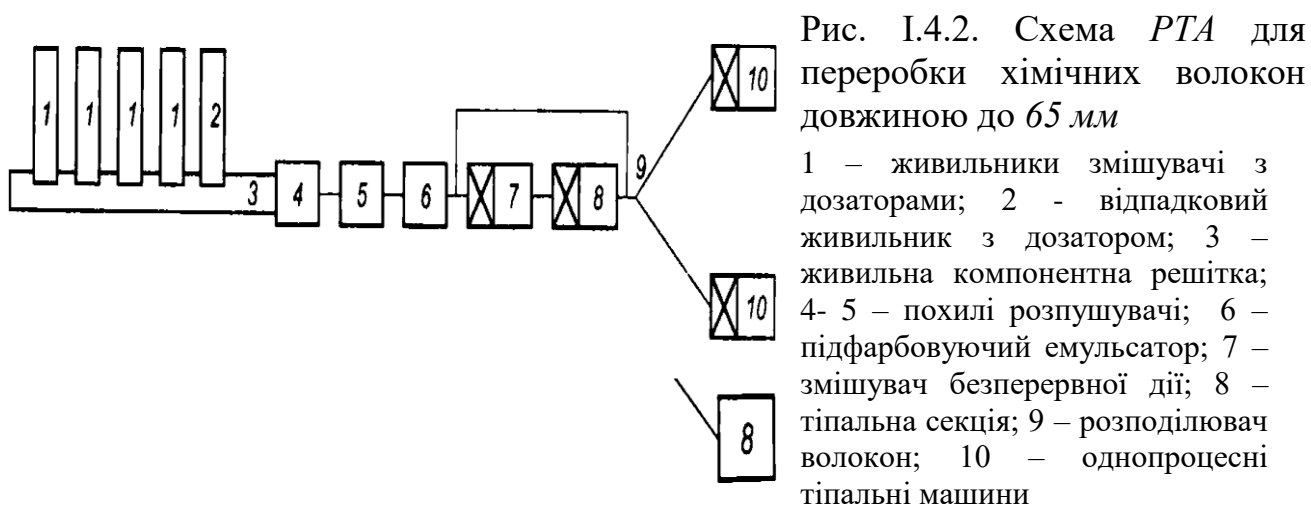 Рис. І.4.2. Схема РТА для
переробки хімічних волокон
довжиною до 65 мм
1 – живильники змішувачі з
дозаторами; 2 - відпадковий
живильник з дозатором; 3 –
живильна компонентна решітка;
4- 5 – похилі розпушувачі; 6 –
підфарбовуючий емульсатор; 7 –
змішувач безперервної дії; 8 –
тіпальна секція; 9 – розподілювач
волокон; 10 – однопроцесні
тіпальні машини
1 1 1 1 2
3 4 5 6 7 8 9
10
10
8